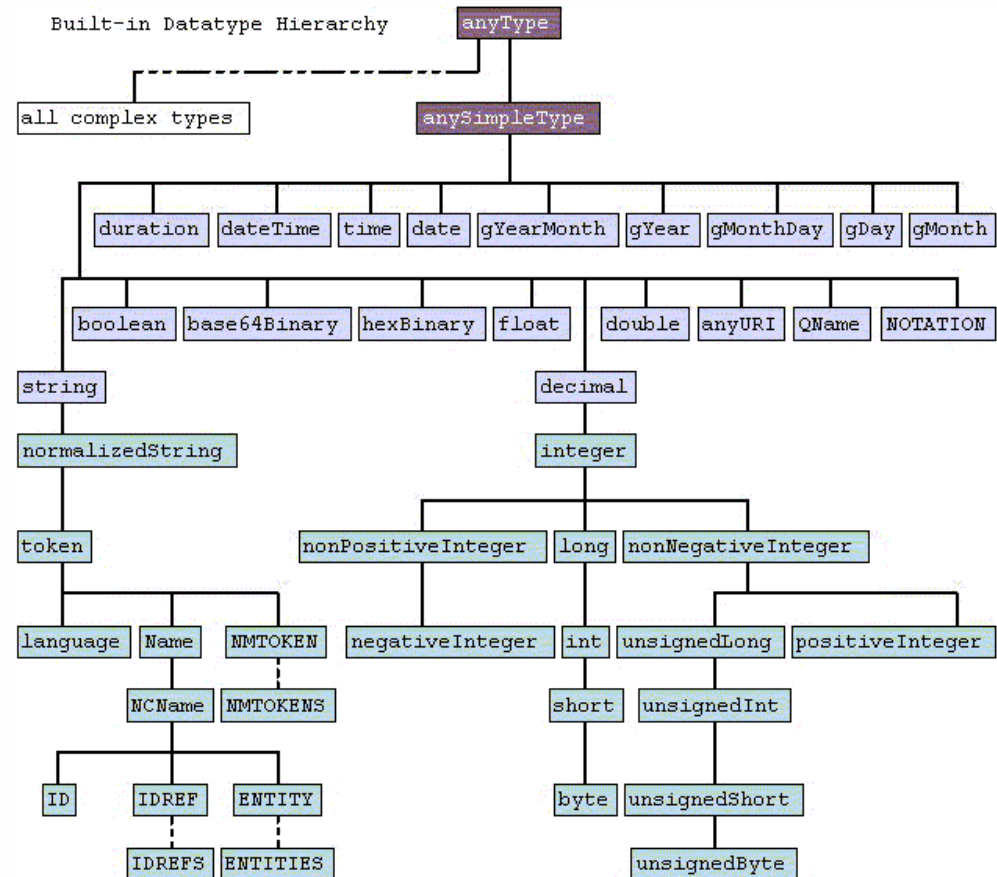 Built-in Datatype Hierarchy anyType
all complex types anySimpleType
duration dateTime time date gYearMonth gYear gMonthDay gDay gMonth
boolean base64Binary hexBinary float double anyURI QName NOTATION
string decimal
normalizedString integer
token nonPositiveInteger long nonNegativeInteger
language Name NMTOKEN negativeInteger int unsignedLong positiveInteger
NCName NMTOKENS short unsignedInt
ID IDREF ENTITY byte unsignedShort
IDREFS ENTITIES unsignedByte